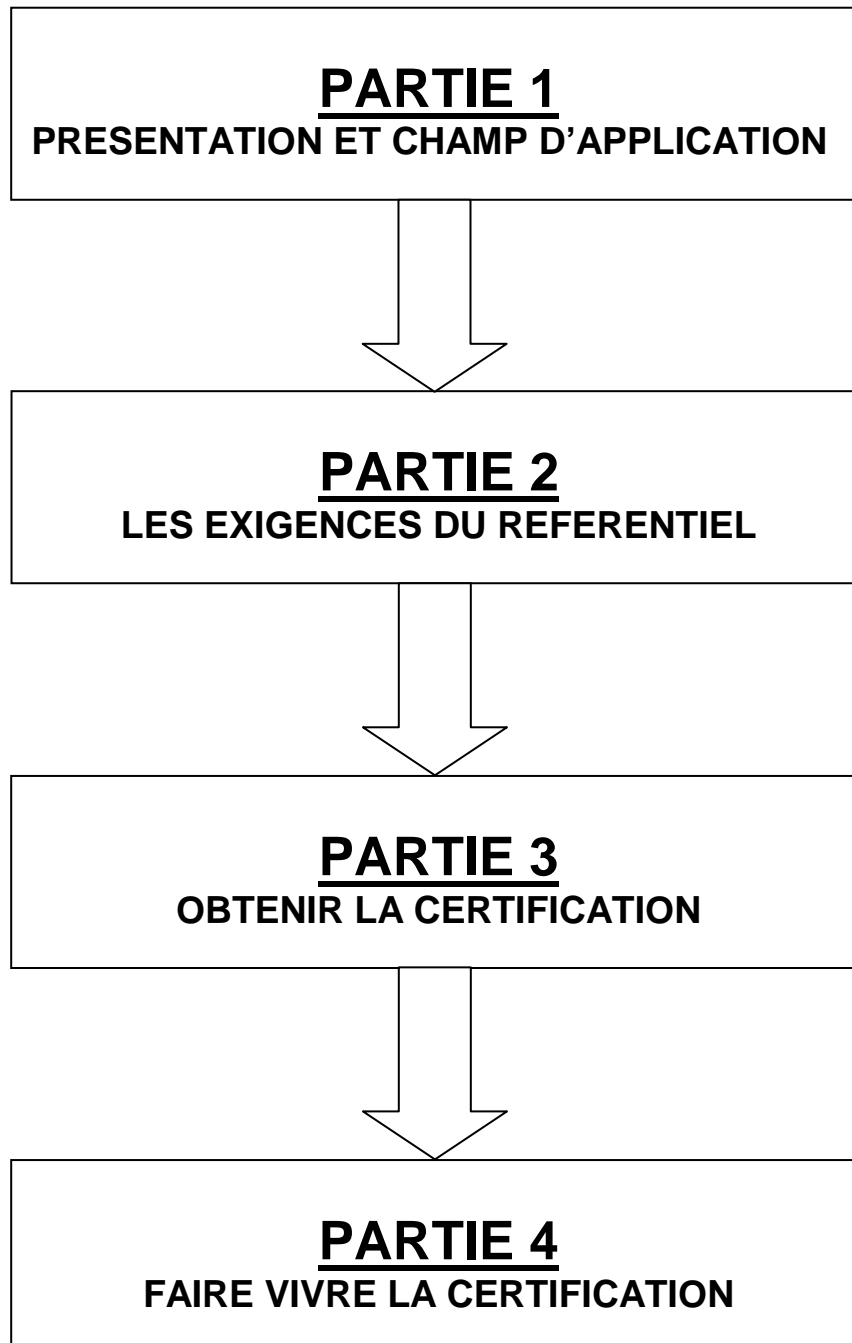 PARTIE 1
PRESENTATION ET CHAMP D’APPLICATION
PARTIE 2
LES EXIGENCES DU REFERENTIEL
PARTIE 3
OBTENIR LA CERTIFICATION
PARTIE 4
FAIRE VIVRE LA CERTIFICATION